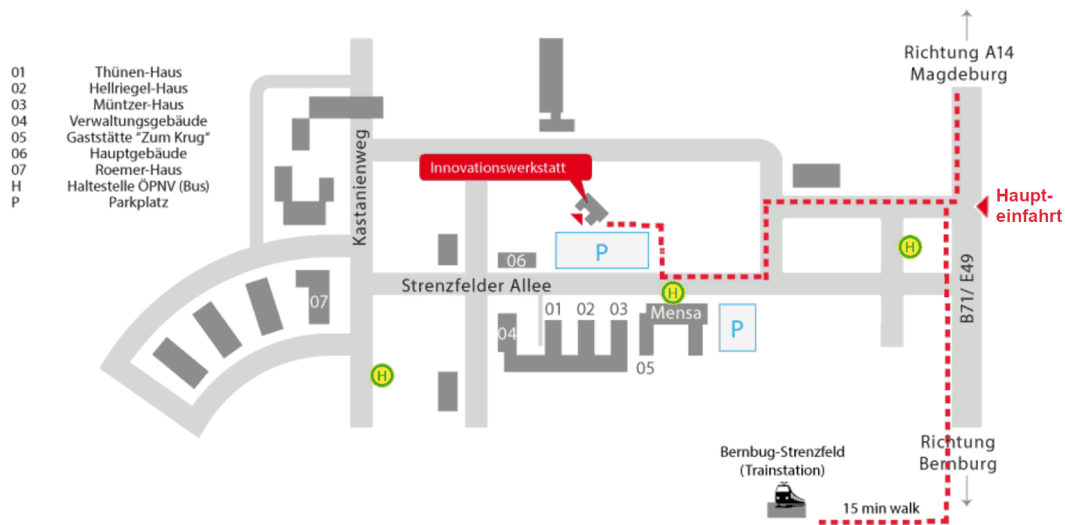 01 Thünen-Haus
02 Hellriegel-Haus
03 Müntzer-Haus
04 Verwaltungsgebäude
05 Gaststätte "Zum Krug"
06 Hauptgebäude
07 Roemer-Haus
H Haltestelle ÖPNV (Bus)
P Parkplatz
Richtung A14
Magdeburg
Kastanienweg
Innovationswerkstatt
Haupt-
einfahrt
P
H
06
Strenzfelder Allee
B71/ E49
H
07
01 02 03
Mensa
04
P
05
H
Richtung
Bernburg
Bernbug-Strenzfeld
(Trainstation)
15 min walk